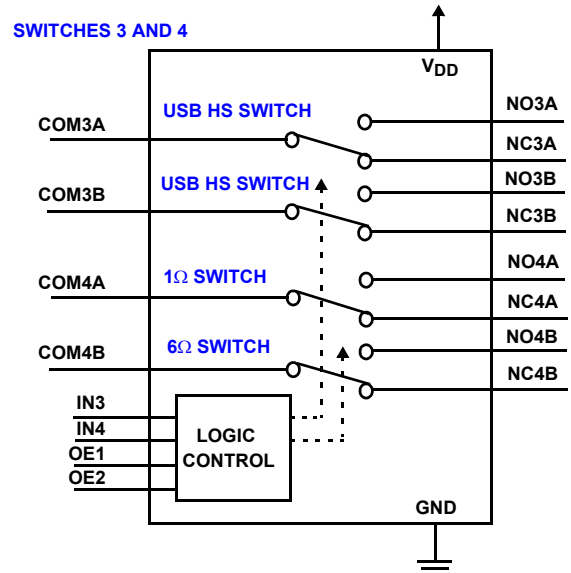 SWITCHES 3 AND 4
VDD
USB HS SWITCH
NO3A
COM3A
NC3A
USB HS SWITCH
NO3B
COM3B
NC3B
1Ω SWITCH
NO4A
COM4A
NC4A
6Ω SWITCH
NO4B
COM4B
NC4B
IN3
IN4
OE1
OE2
LOGIC
CONTROL
GND